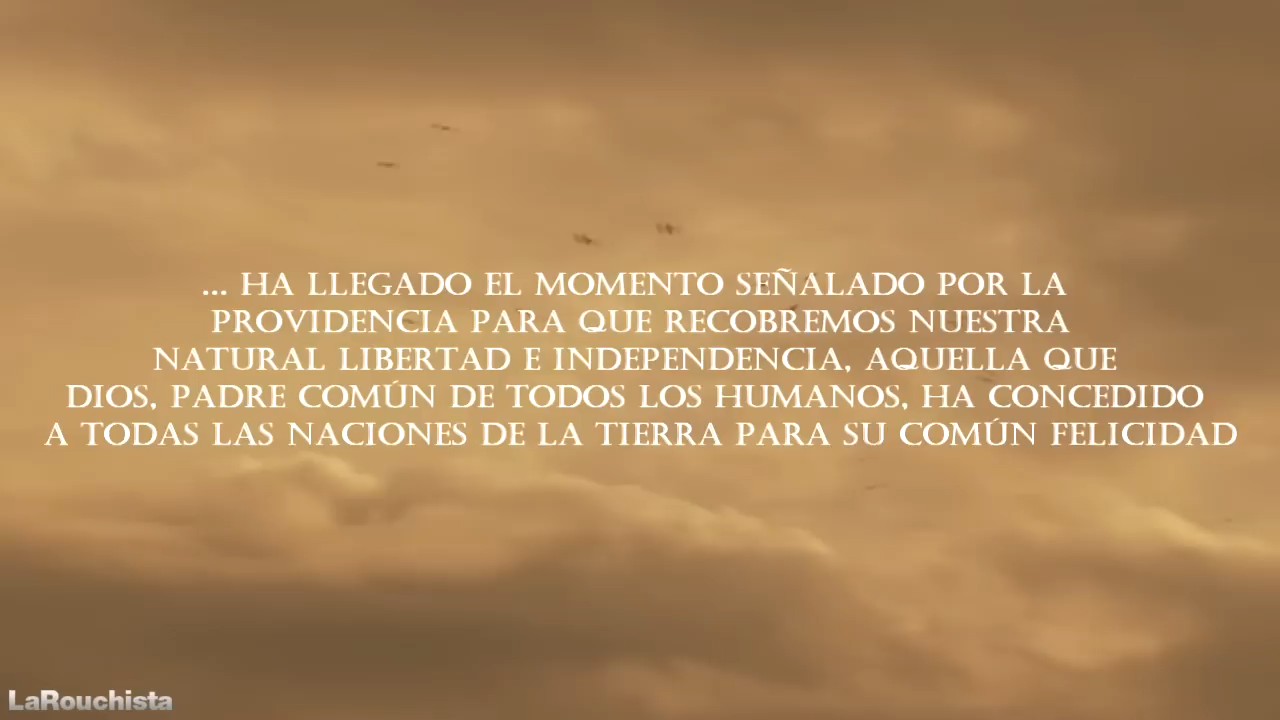 ... HA LLEGADO EL MOMENTO SEÑALADO POR LA
PROVIDENCIA PARA QUE RECOBREMOS NUESTRA
NATURAL LIBERTAD E INDEPENDENCIA, AQUELLA QUE
DIOS, PADRE COMÚN DE TODOS LOS HUMANOS, HA CONCEDIDO
A TODAS LAS NACIONES DE LA TIERRA PARA SU COMÚN FELICIDAD
LaRouchista